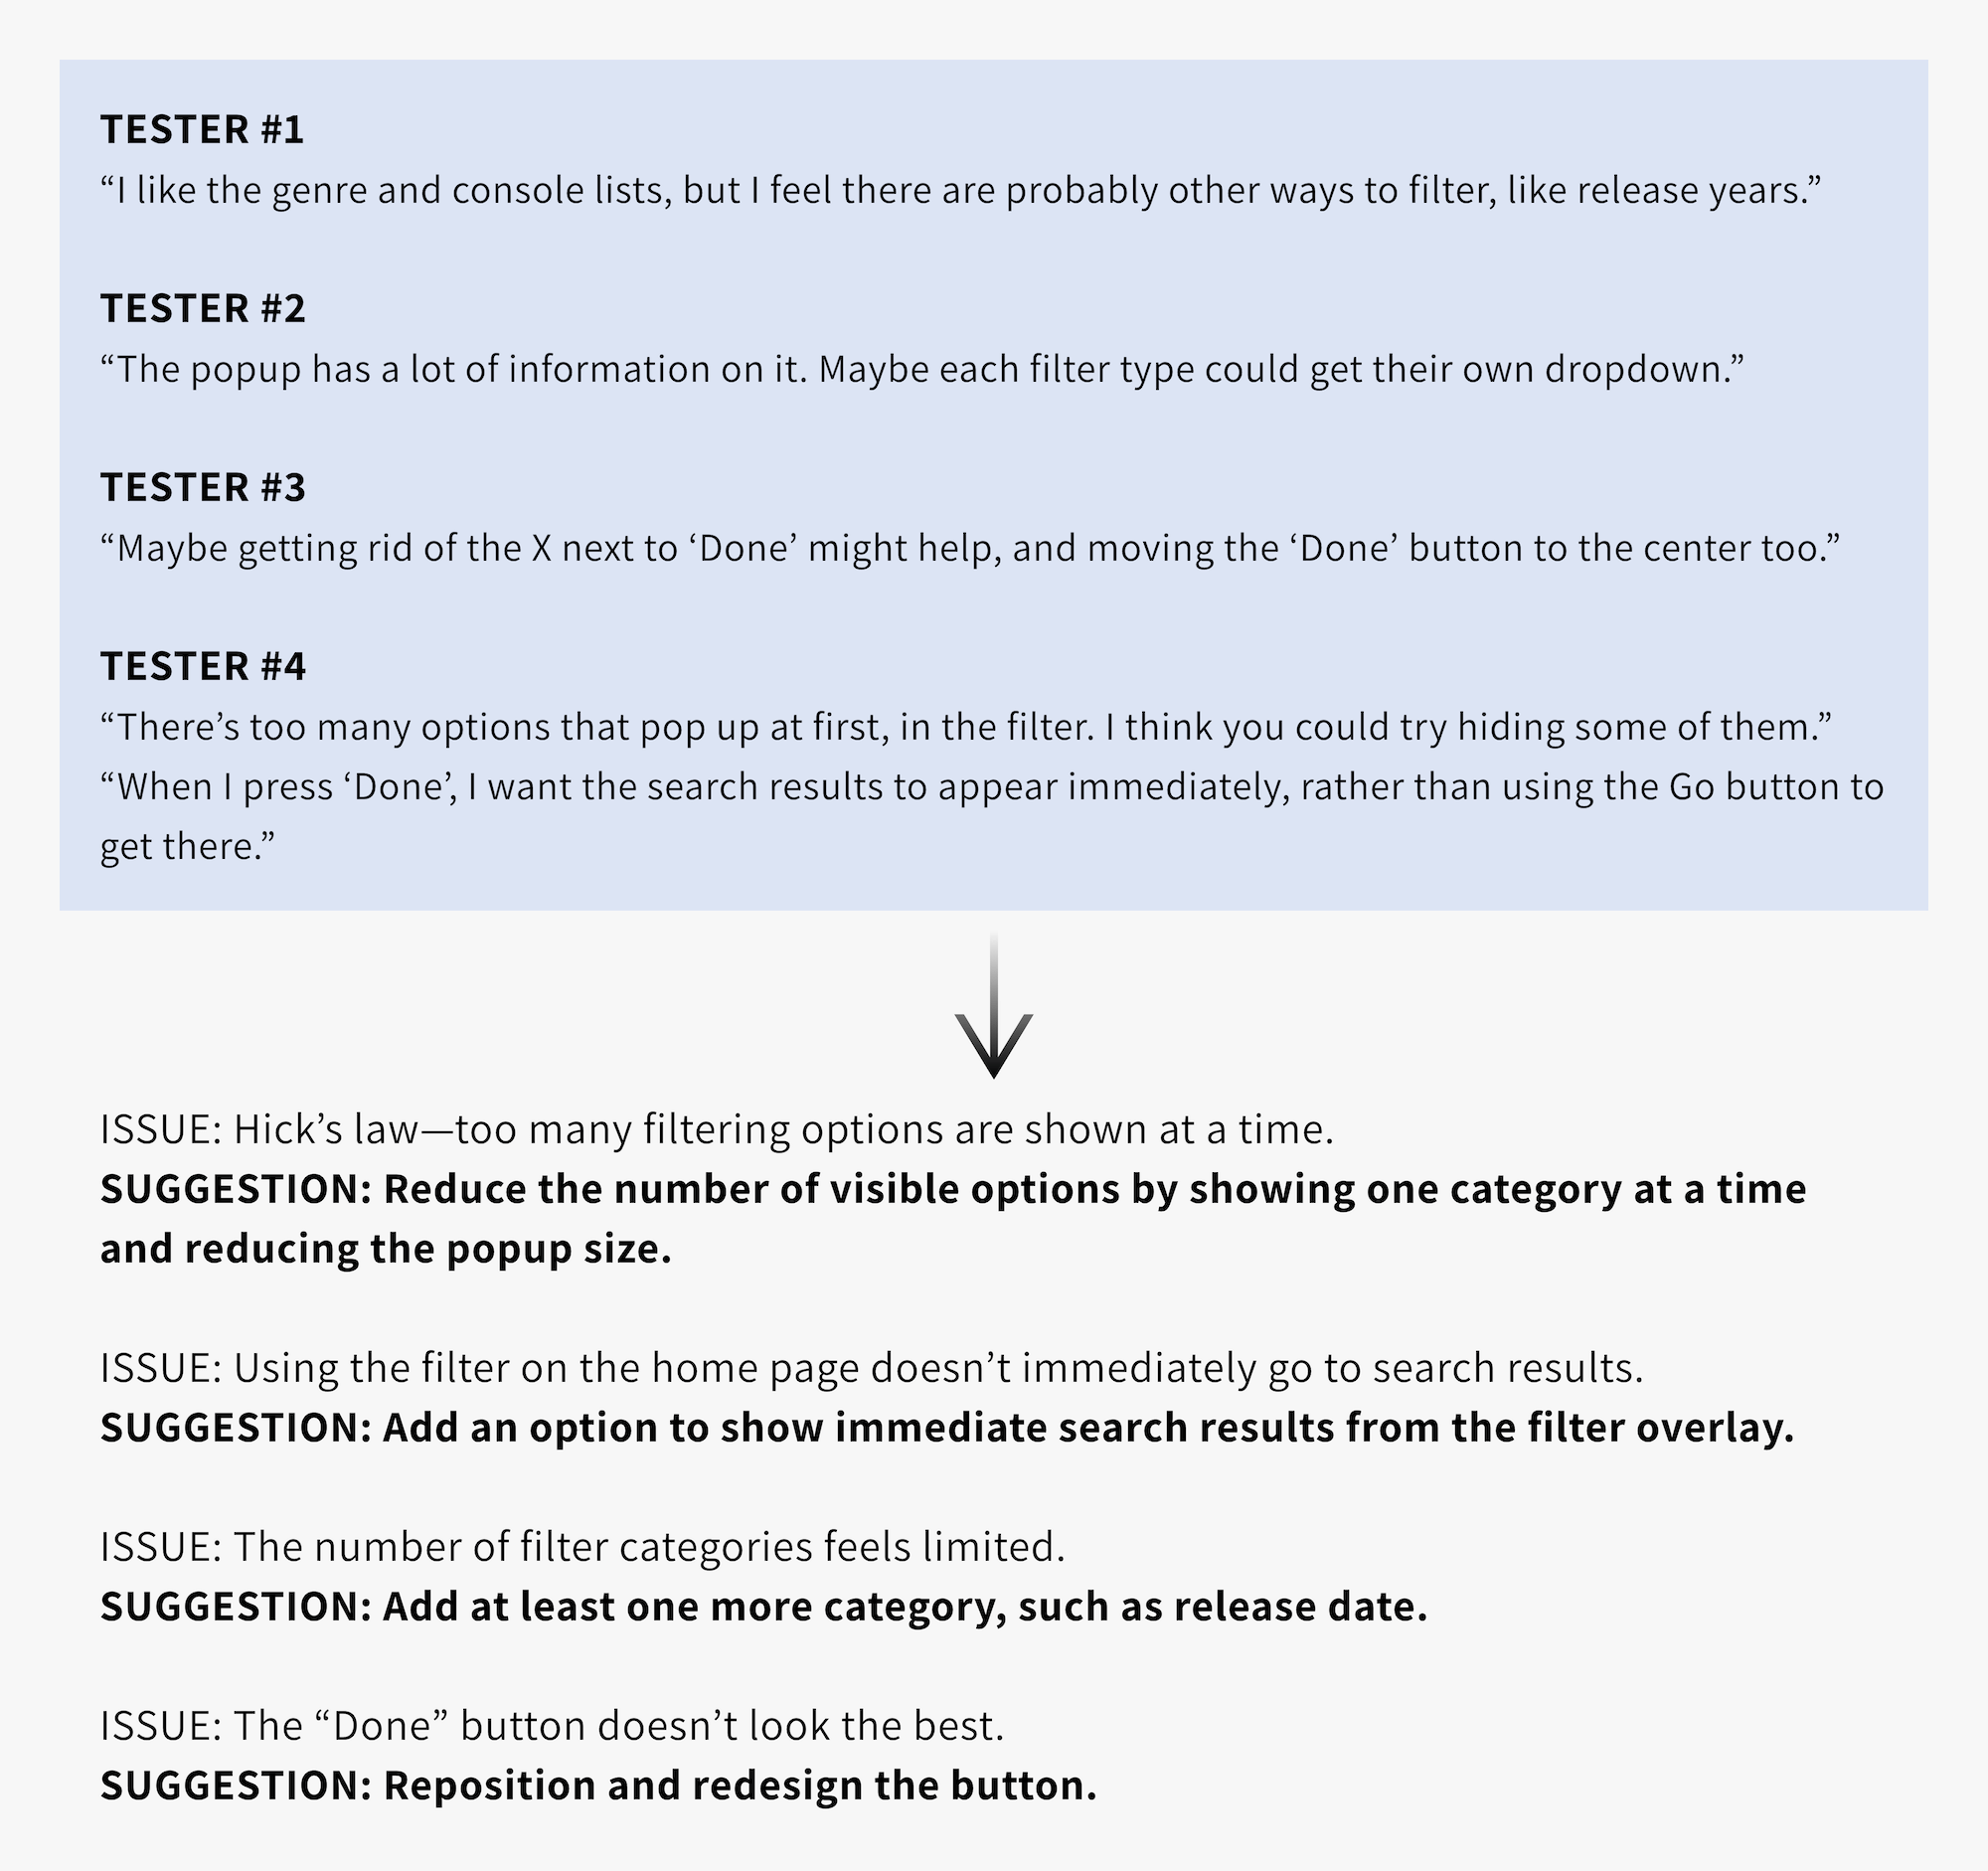 TESTER #1
“I like the genre and console lists, but I feel there are probably other ways to filter, like release years.”
TESTER #2
“The popup has a lot of information on it. Maybe each filter type could get their own dropdown.”
TESTER #3
“Maybe getting rid of the X next to ‘Done’ might help, and moving the ‘Done’ button to the center too.”
TESTER #4
“There’s too many options that pop up at first, in the filter. I think you could try hiding some of them.”
“When I press ‘Done’, I want the search results to appear immediately, rather than using the Go button to
get there.”
ISSUE: Hick’s law—too many filtering options are shown at a time.
SUGGESTION: Reduce the number of visible options by showing one category at a time
and reducing the popup size.
ISSUE: Using the filter on the home page doesn’t immediately go to search results.
SUGGESTION: Add an option to show immediate search results from the filter overlay.
ISSUE: The number of filter categories feels limited.
SUGGESTION: Add at least one more category, such as release date.
ISSUE: The “Done” button doesn’t look the best.
SUGGESTION: Reposition and redesign the button.